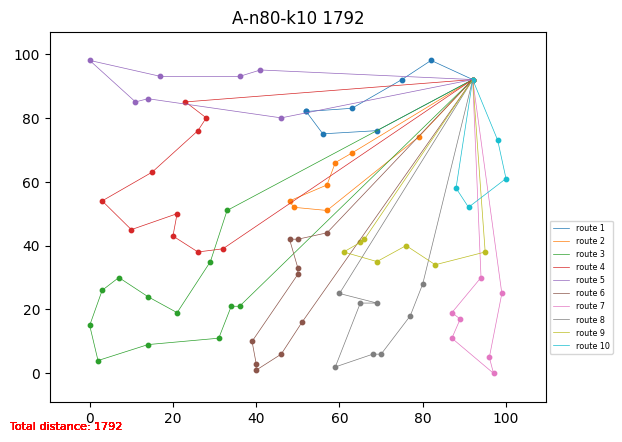 A-n80-k10 1792
100
80
60
40
20
0
0 20 40 60 80 100
route 1
route 2
route 3
route 4
route 5
route 6
route 7
route 8
route 9
route 10
Total distance: 1792